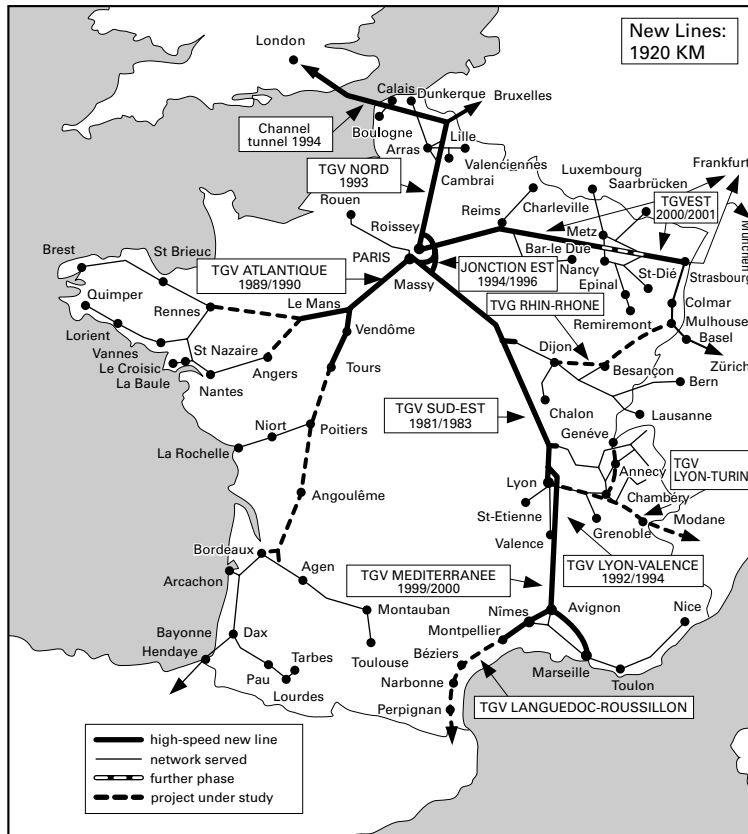 New Lines:
1920 KM
London
Calais
Dunkerque
Bruxelles
Channel
tunnel 1994
Boulogne
Lille
Arras
Valenciennes
Cambrai
TGV NORD
1993
Luxembourg
Frankfurt
Saarbrücken
Charleville
TGVEST
2000/2001
München
Rouen
Reims
Roissey
Metz
Bar-le Due
Brest
St Brieuc
PARIS
Massy
JONCTION EST
1994/1996
Nancy
St-Dié
Strasbourg
TGV ATLANTIQUE
1989/1990
Epinal
Quimper
Rennes
Le Mans
TVG RHIN-RHONE
Remiremont
Colmar
Mulhouse
Basel
Lorient
Vendôme
Vannes
St Nazaire
Le Croisic
La Baule
Angers
Nantes
Tours
Dijon
Besançon
Zürich
Bern
Chalon
Lausanne
TGV SUD-EST
1981/1983
Niort
Poitiers
Genéve
La Rochelle
Annecy
TGV
LYON-TURIN
Lyon
Chambéry
Angoulême
St-Etienne
Grenoble
Modane
Valence
Bordeaux
Agen
TGV LYON-VALENCE
1992/1994
Arcachon
TGV MEDITERRANEE
1999/2000
Montauban
Nîmes
Avignon
Nice
Bayonne
Dax
Montpellier
Hendaye
Toulouse
Béziers
Tarbes
Marseille
Pau
Toulon
Lourdes
Narbonne
Perpignan
TGV LANGUEDOC-ROUSSILLON
high-speed new line
network served
further phase
project under study